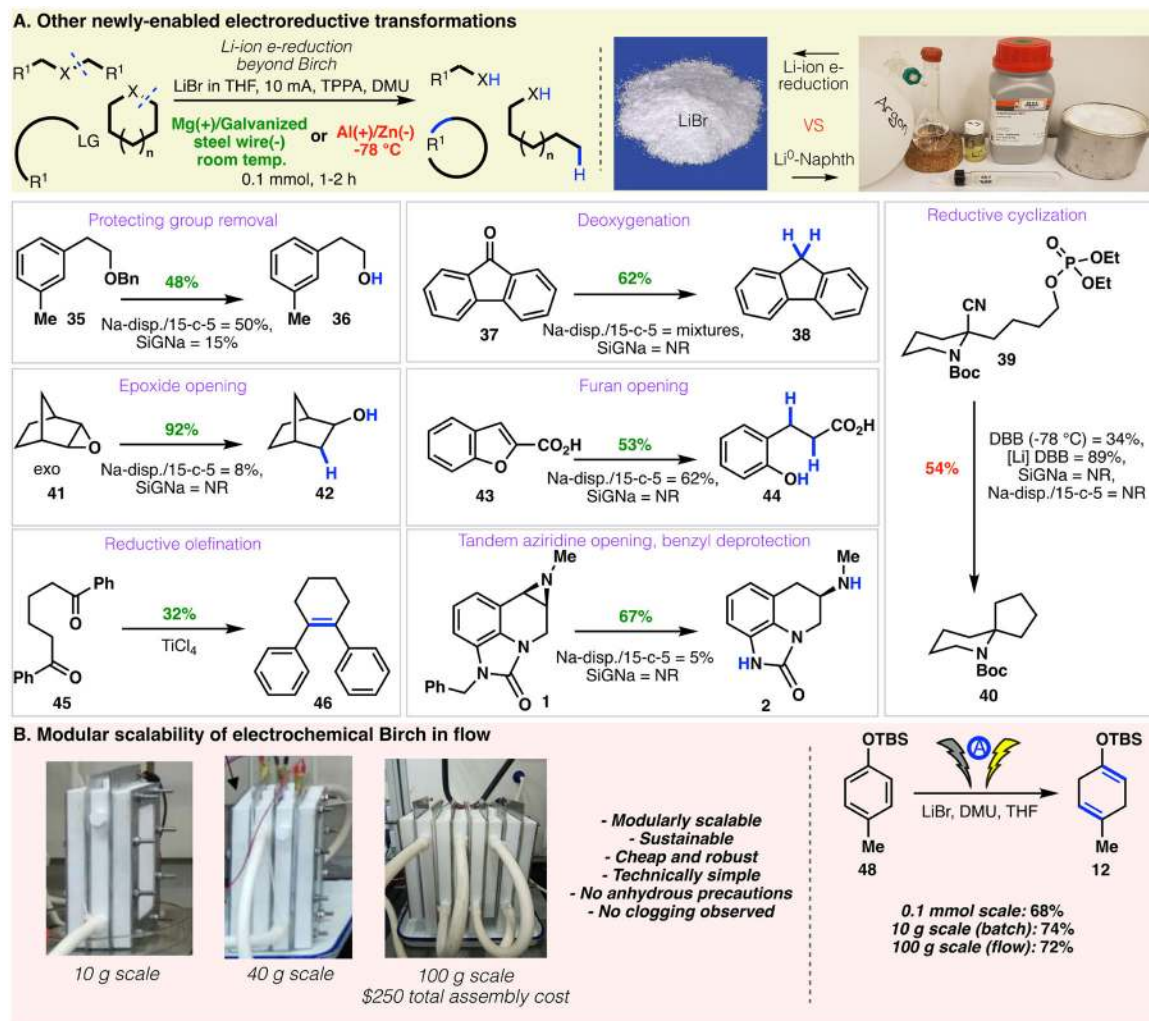 A. Other newly-enabled electroreductive transformations
R¹ X R¹
X
n
LG
R¹
Li-ion e-reduction
beyond Birch
LiBr in THF, 10 mA, TPPA, DMU
Mg(+)/Galvanized
steel wire(-)
room temp.
or
Al(+)/Zn(-)
-78 °C
0.1 mmol, 1-2 h
R¹ XH
XH
R¹
n
H
LiBr
Li-ion e-
reduction
VS
Li⁰-Naphth
Argon
Protecting group removal
OBn
Me 35
48%
Na-disp./15-c-5 = 50%,
SiGNa = 15%
OH
Me 36
Deoxygenation
O
37
62%
Na-disp./15-c-5 = mixtures,
SiGNa = NR
H H
38
Reductive cyclization
O
P OEt
O OEt
CN
N
Boc
39
54%
DBB (-78 °C) = 34%,
[Li] DBB = 89%,
SiGNa = NR,
Na-disp./15-c-5 = NR
N
Boc
40
Epoxide opening
O
exo
41
92%
Na-disp./15-c-5 = 8%,
SiGNa = NR
OH
H
42
Furan opening
CO₂H
O
43
53%
Na-disp./15-c-5 = 62%,
SiGNa = NR
H
CO₂H
H
OH
44
Reductive olefination
Ph
O
Ph O
45
32%
TiCl₄
46
Tandem aziridine opening, benzyl deprotection
Me
N
N
N
Ph O
1
67%
Na-disp./15-c-5 = 5%
SiGNa = NR
Me
NH
N
HN
O
2
B. Modular scalability of electrochemical Birch in flow
10 g scale
40 g scale
100 g scale
$250 total assembly cost
- Modularly scalable
- Sustainable
- Cheap and robust
- Technically simple
- No anhydrous precautions
- No clogging observed
OTBS
Me
48
A
LiBr, DMU, THF
OTBS
Me
12
0.1 mmol scale: 68%
10 g scale (batch): 74%
100 g scale (flow): 72%